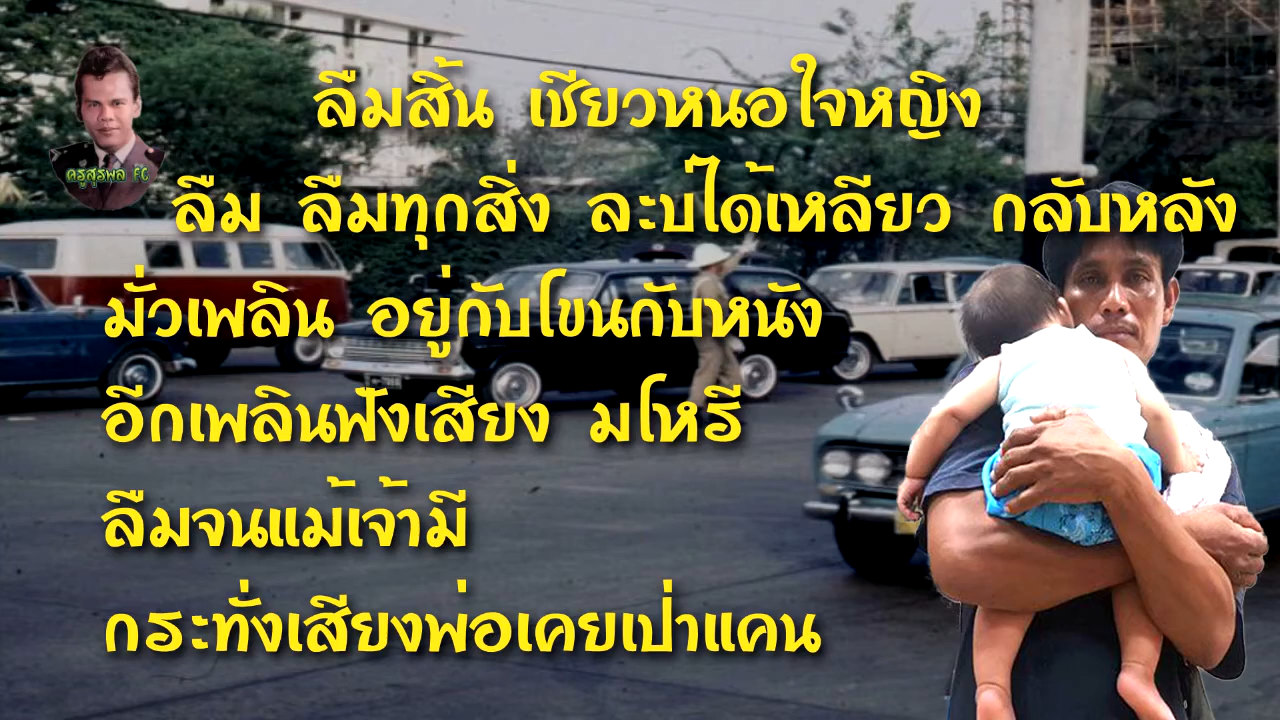 ครูสุรพล FC
ลืมสิ้น เชียวหนอใจหญิง
ลืม ลืมทุกสิ่ง ละบ่ได้เหลียว กลับหลัง
มั่วเพลิน อยู่กับโขนกับหนัง
อีกเพลินฟังเสียง มโหรี
ลืมจนแม้เจ้ามี
กระทั่งเสียงพ่อเคยเป่าแคน